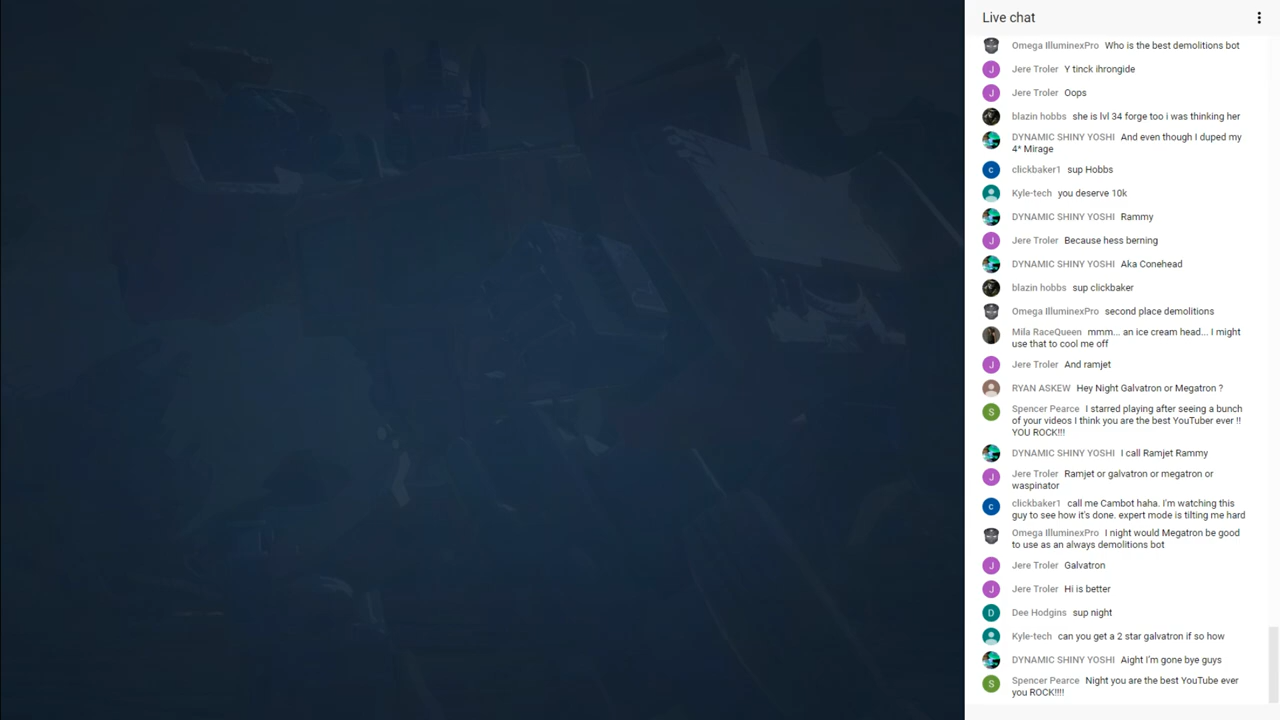 Live chat
Omega IlluminexPro Who is the best demolitions bot
J Jere Troler Y tinck ihrongide
J Jere Troler Oops
blazin hobbs she is lvl 34 forge too i was thinking her
DYNAMIC SHINY YOSHI And even though I duped my
4* Mirage
c clickbaker1 sup Hobbs
Kyle-tech you deserve 10k
DYNAMIC SHINY YOSHI Rammy
J Jere Troler Because hess berning
DYNAMIC SHINY YOSHI Aka Conehead
blazin hobbs sup clickbaker
Omega IlluminexPro second place demolitions
Mila RaceQueen mmm... an ice cream head... I might
use that to cool me off
J Jere Troler And ramjet
RYAN ASKEW Hey Night Galvatron or Megatron ?
S Spencer Pearce I starred playing after seeing a bunch
of your videos I think you are the best YouTuber ever !!
YOU ROCK!!!
DYNAMIC SHINY YOSHI I call Ramjet Rammy
J Jere Troler Ramjet or galvatron or megatron or
waspinator
c clickbaker1 call me Cambot haha. I'm watching this
guy to see how it's done. expert mode is tilting me hard
Omega IlluminexPro I night would Megatron be good
to use as an always demolitions bot
J Jere Troler Galvatron
J Jere Troler Hi is better
D Dee Hodgins sup night
Kyle-tech can you get a 2 star galvatron if so how
DYNAMIC SHINY YOSHI Aight I'm gone bye guys
S Spencer Pearce Night you are the best YouTube ever
you ROCK!!!!